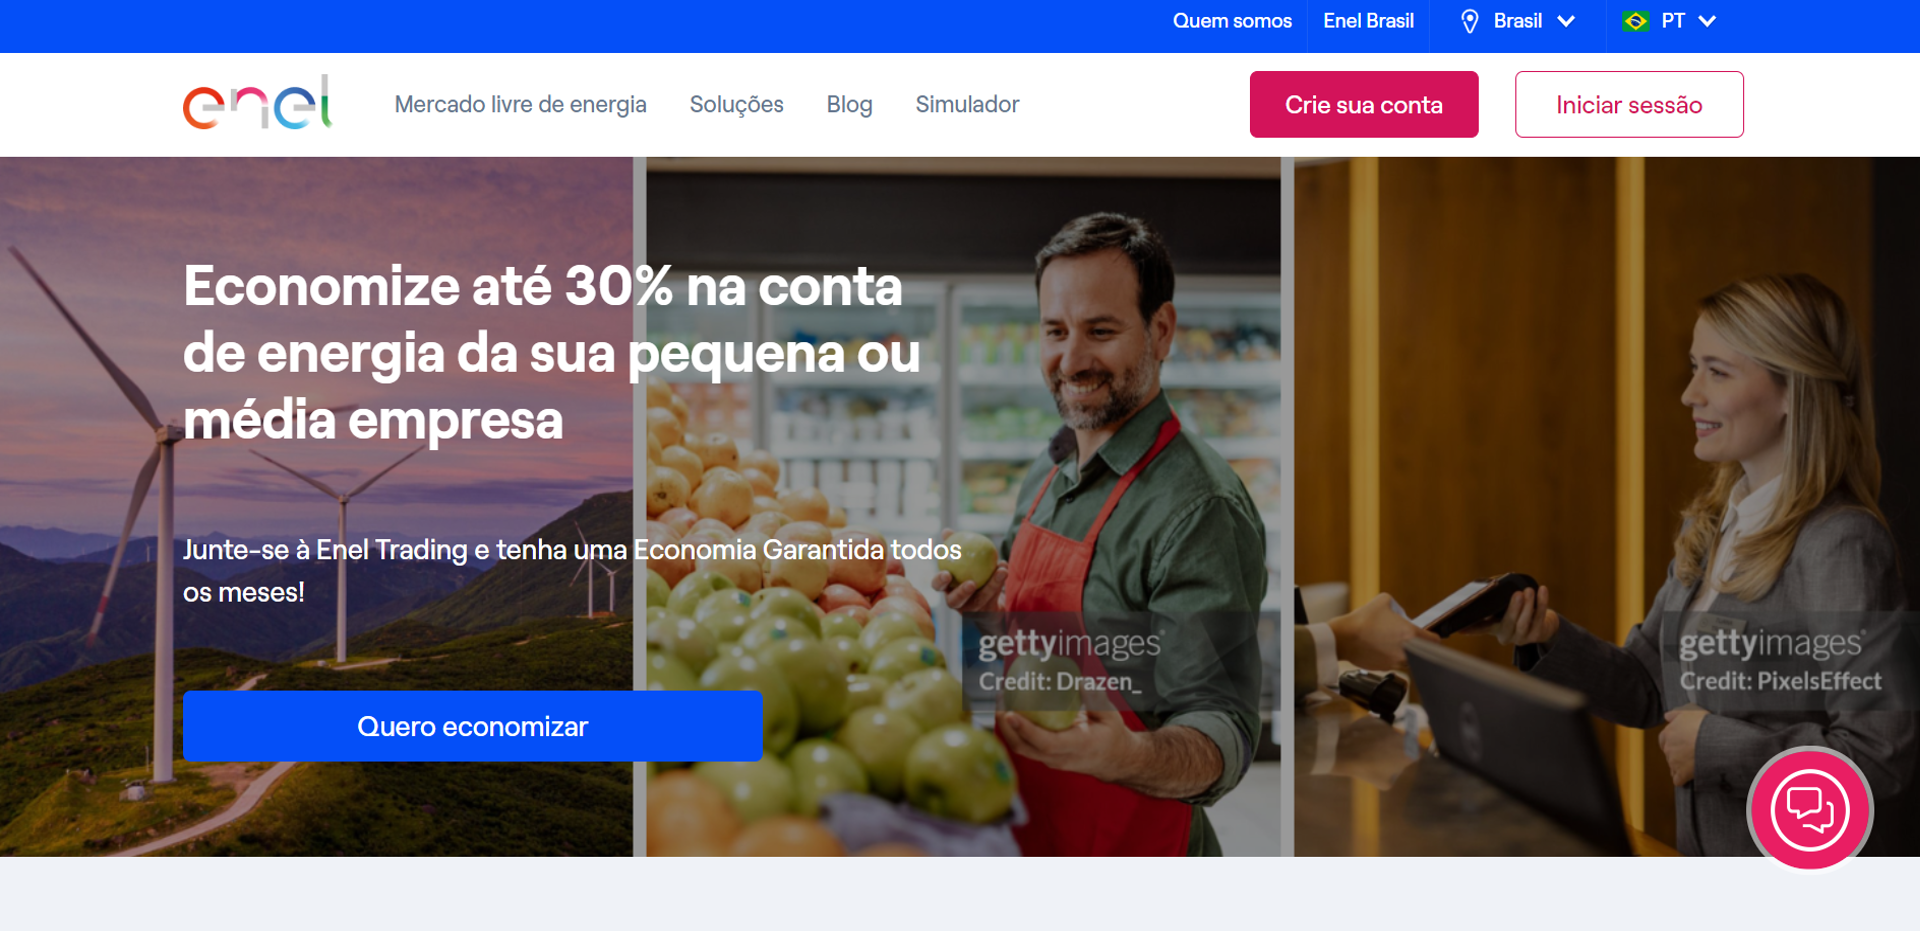 Quem somos
Enel Brasil
Brasil
PT
enel
Mercado livre de energia
Soluções
Blog
Simulador
Crie sua conta
Iniciar sessão
Economize até 30% na conta
de energia da sua pequena ou
média empresa
Junte-se à Enel Trading e tenha uma Economia Garantida todos
os meses!
Quero economizar
gettyimages®
Credit: Drazen_
gettyimages®
Credit: PixelsEffect